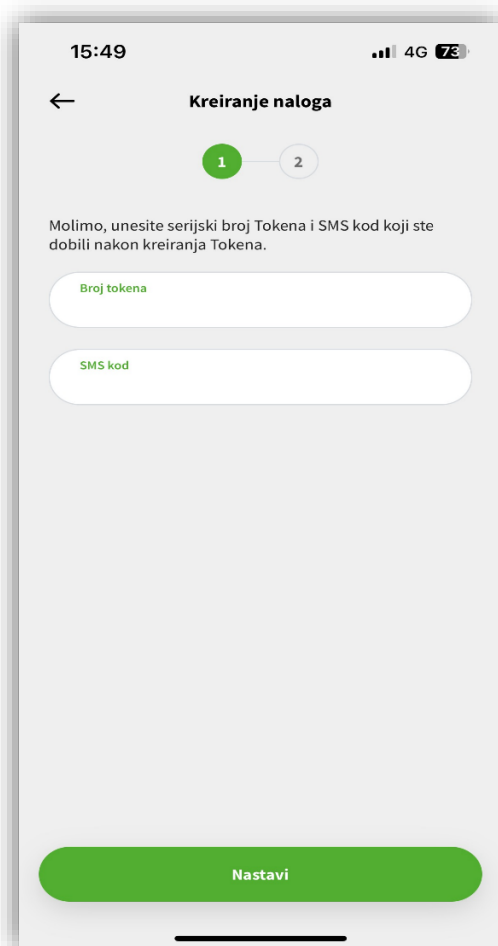 15:49 4G 73
Kreiranje naloga
1 2
Molimo, unesite serijski broj Tokena i SMS kod koji ste
dobili nakon kreiranja Tokena.
Broj tokena
SMS kod
Nastavi